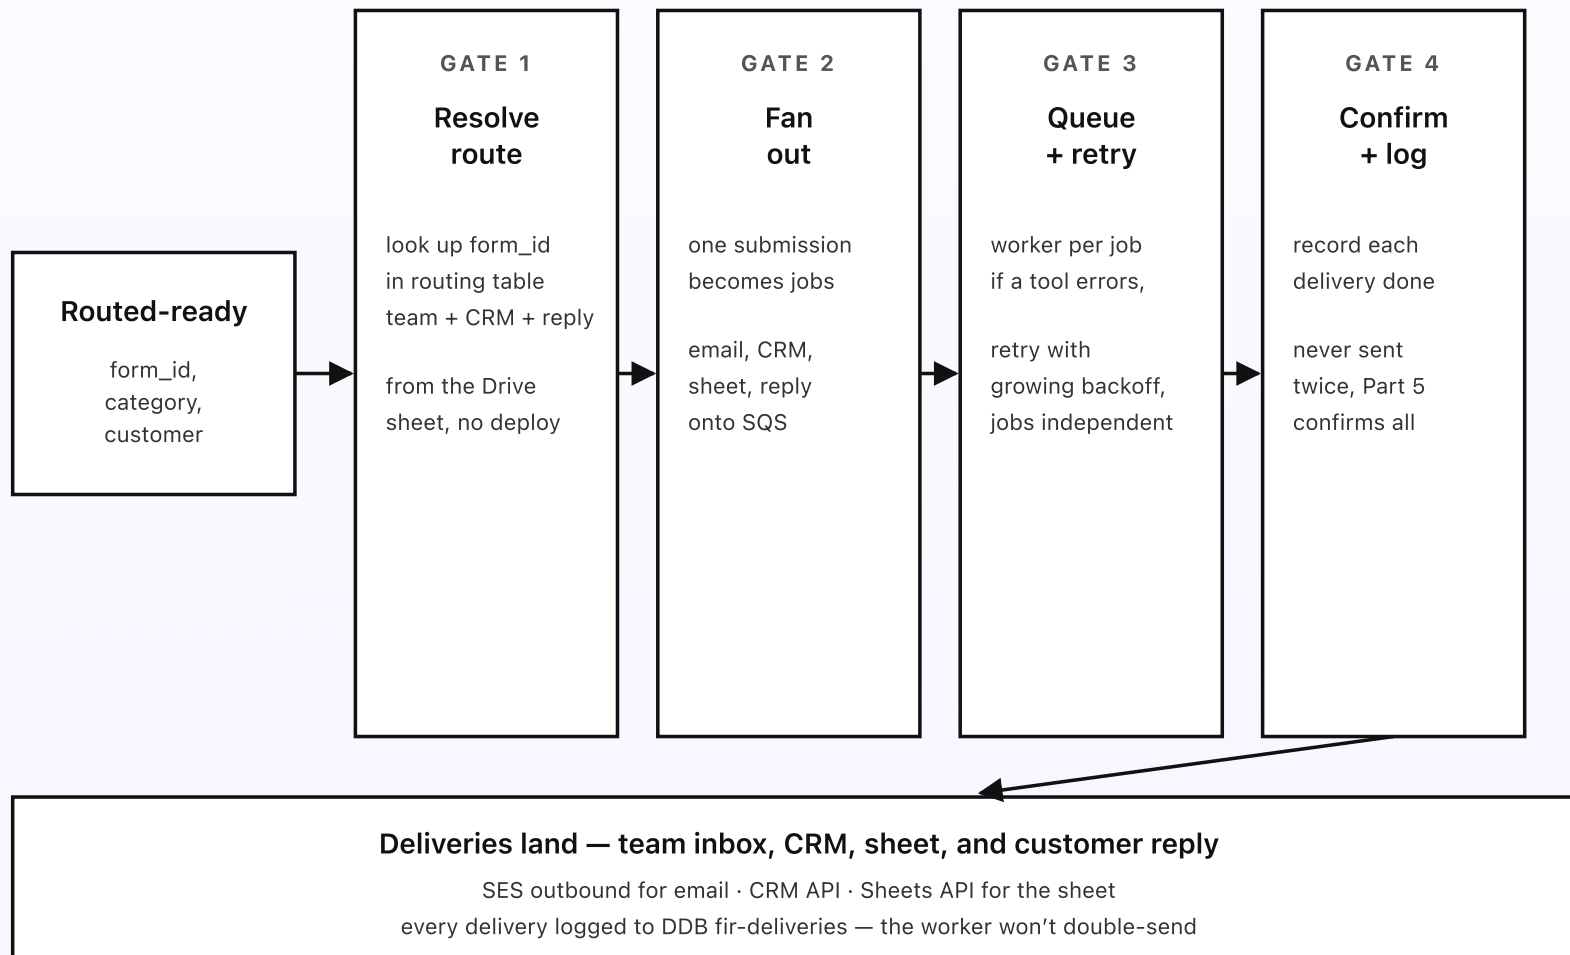 Routed-ready
form_id,
category,
customer
GATE 1
Resolve
route
look up form_id
in routing table
team + CRM + reply
from the Drive
sheet, no deploy
GATE 2
Fan
out
one submission
becomes jobs
email, CRM,
sheet, reply
onto SQS
GATE 3
Queue
+ retry
worker per job
if a tool errors,
retry with
growing backoff,
jobs independent
GATE 4
Confirm
+ log
record each
delivery done
never sent
twice, Part 5
confirms all
Deliveries land — team inbox, CRM, sheet, and customer reply
SES outbound for email · CRM API · Sheets API for the sheet
every delivery logged to DDB fir-deliveries — the worker won’t double-send